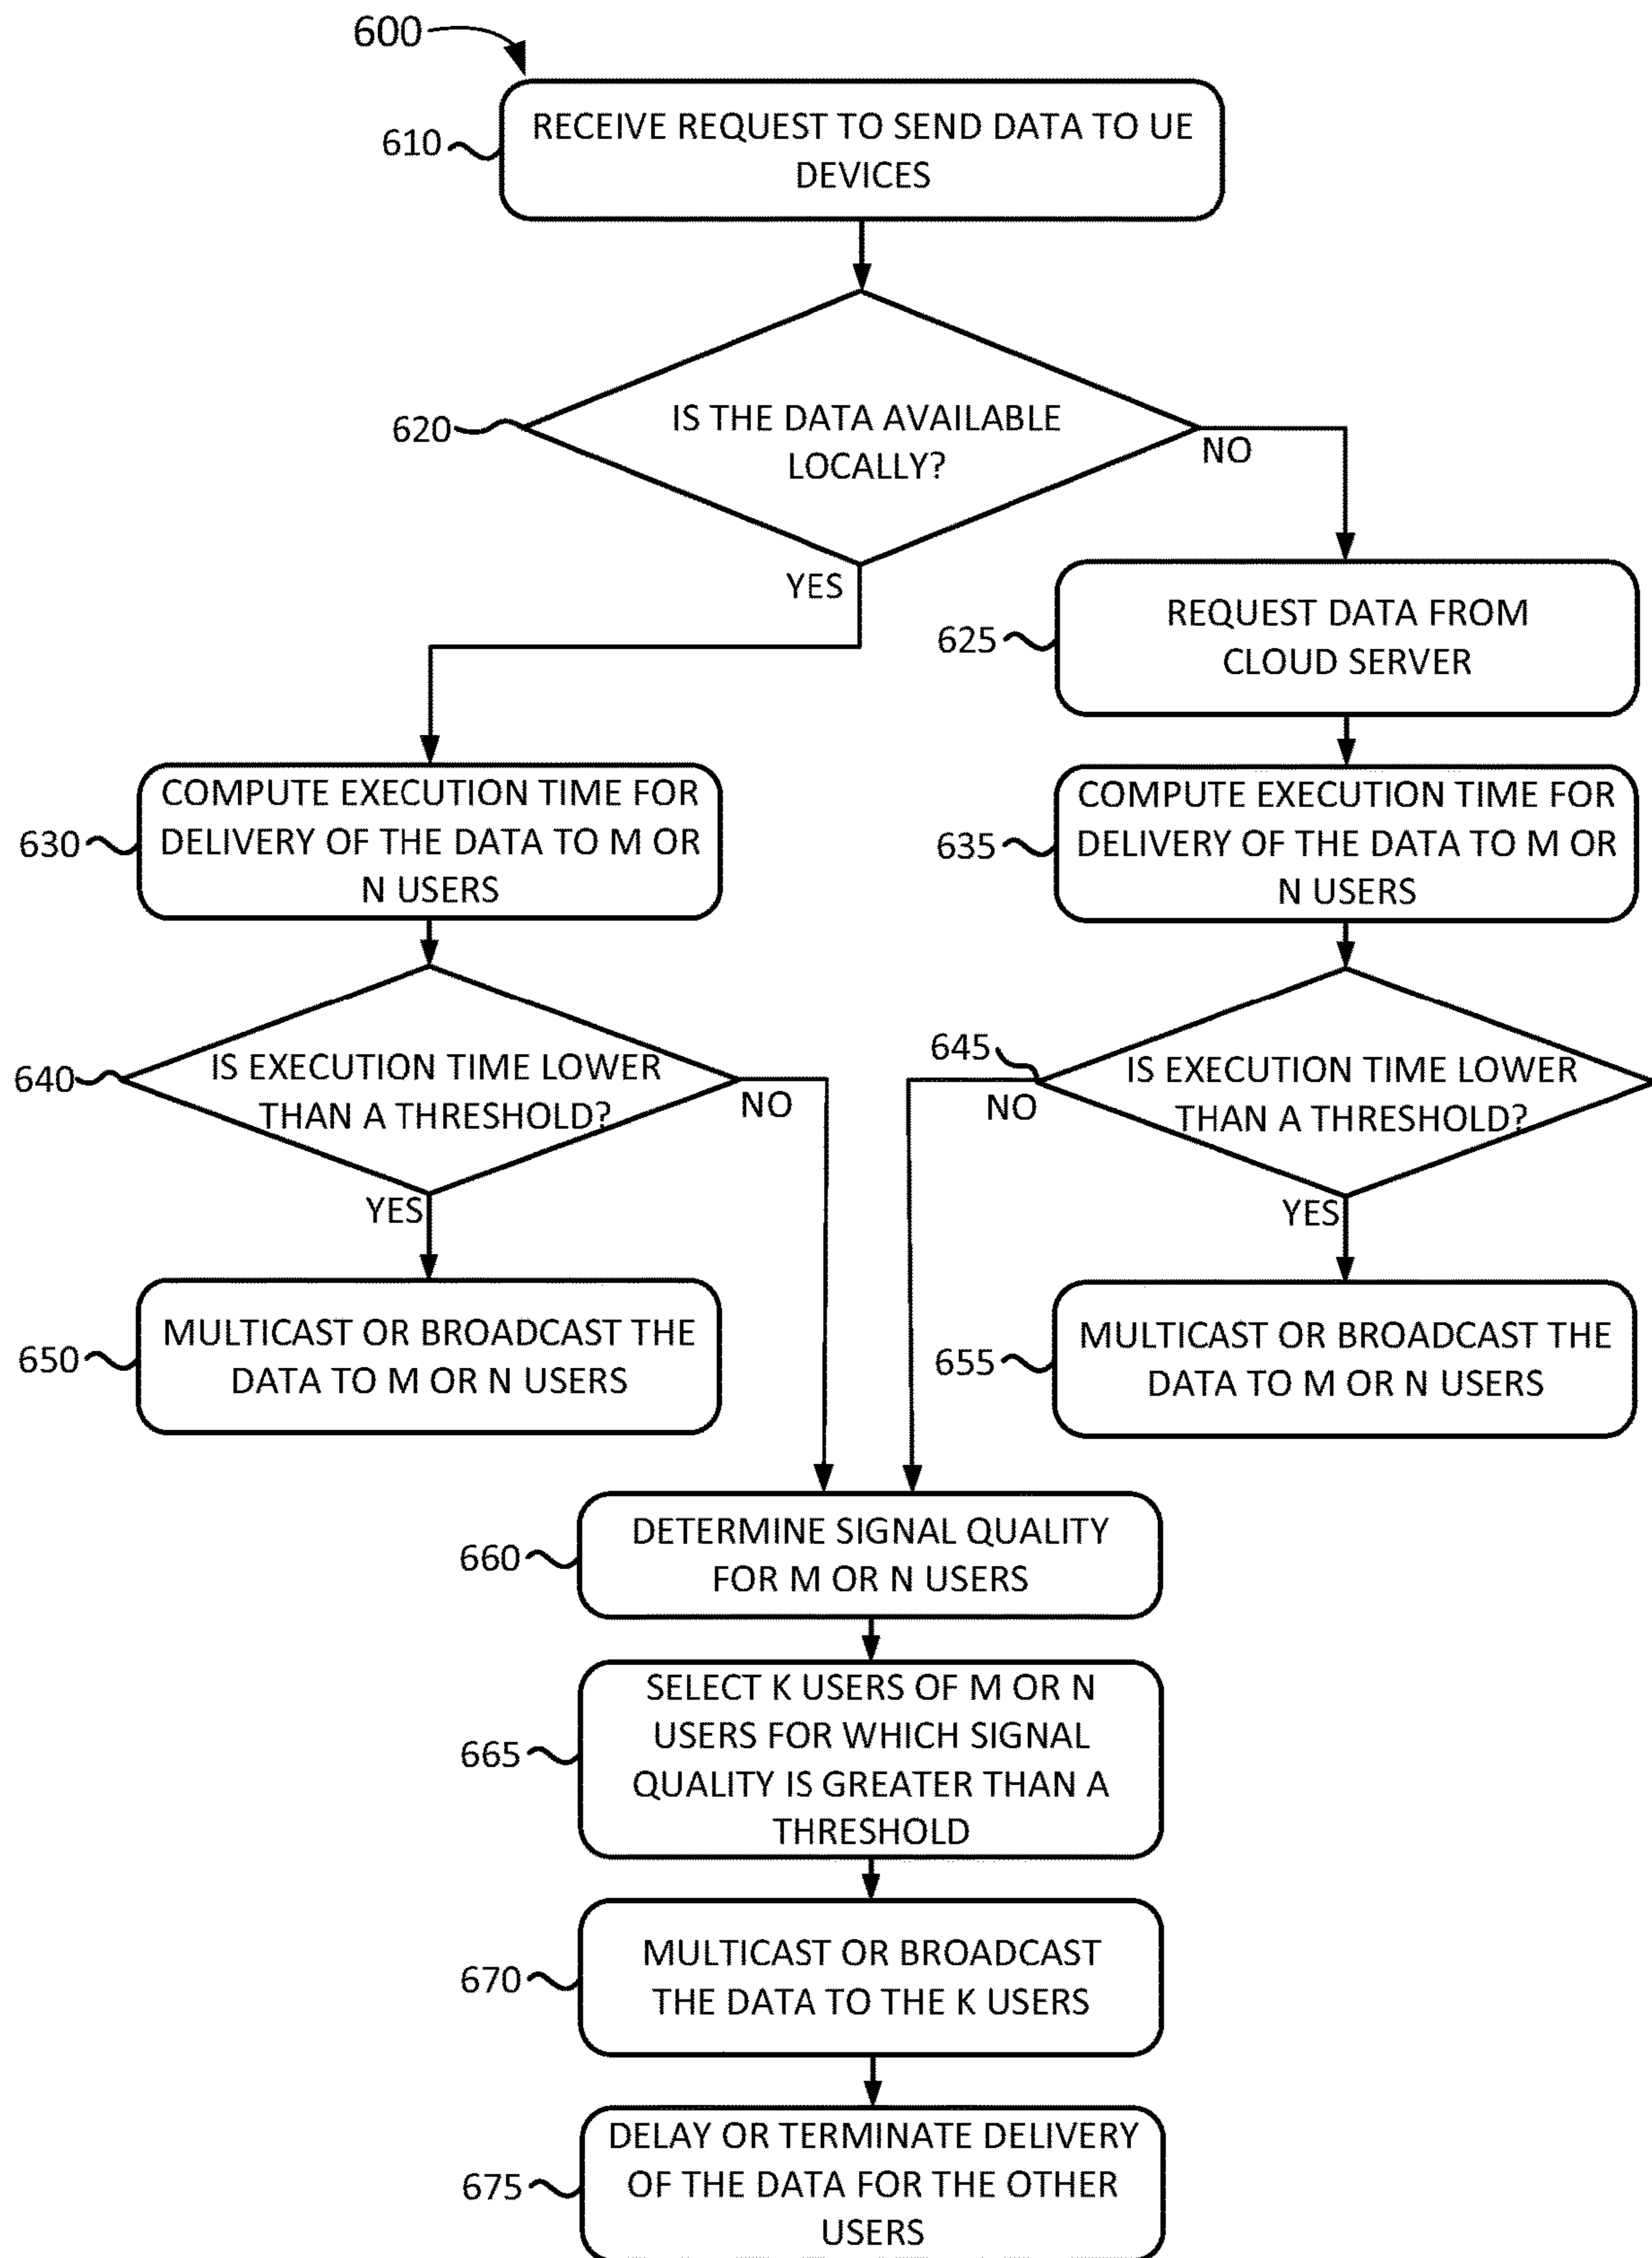 600
610
RECEIVE REQUEST TO SEND DATA TO UE
DEVICES
620
IS THE DATA AVAILABLE
LOCALLY?
NO
YES
625
REQUEST DATA FROM
CLOUD SERVER
630
COMPUTE EXECUTION TIME FOR
DELIVERY OF THE DATA TO M OR
N USERS
635
COMPUTE EXECUTION TIME FOR
DELIVERY OF THE DATA TO M OR
N USERS
640
IS EXECUTION TIME LOWER
THAN A THRESHOLD?
NO
YES
645
IS EXECUTION TIME LOWER
THAN A THRESHOLD?
NO
YES
650
MULTICAST OR BROADCAST THE
DATA TO M OR N USERS
655
MULTICAST OR BROADCAST THE
DATA TO M OR N USERS
660
DETERMINE SIGNAL QUALITY
FOR M OR N USERS
665
SELECT K USERS OF M OR N
USERS FOR WHICH SIGNAL
QUALITY IS GREATER THAN A
THRESHOLD
670
MULTICAST OR BROADCAST
THE DATA TO THE K USERS
675
DELAY OR TERMINATE DELIVERY
OF THE DATA FOR THE OTHER
USERS